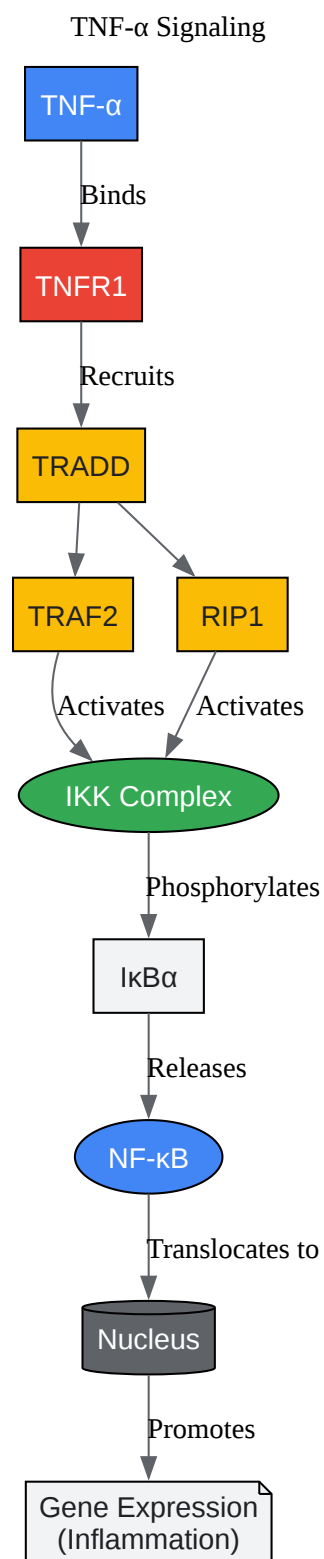 TNF-α Signaling
TNF-α
Binds
TNFR1
Recruits
TRADD
TRAF2
RIP1
Activates
Activates
IKK Complex
Phosphorylates
IκBα
Releases
NF-κB
Translocates to
Nucleus
Promotes
Gene Expression
(Inflammation)